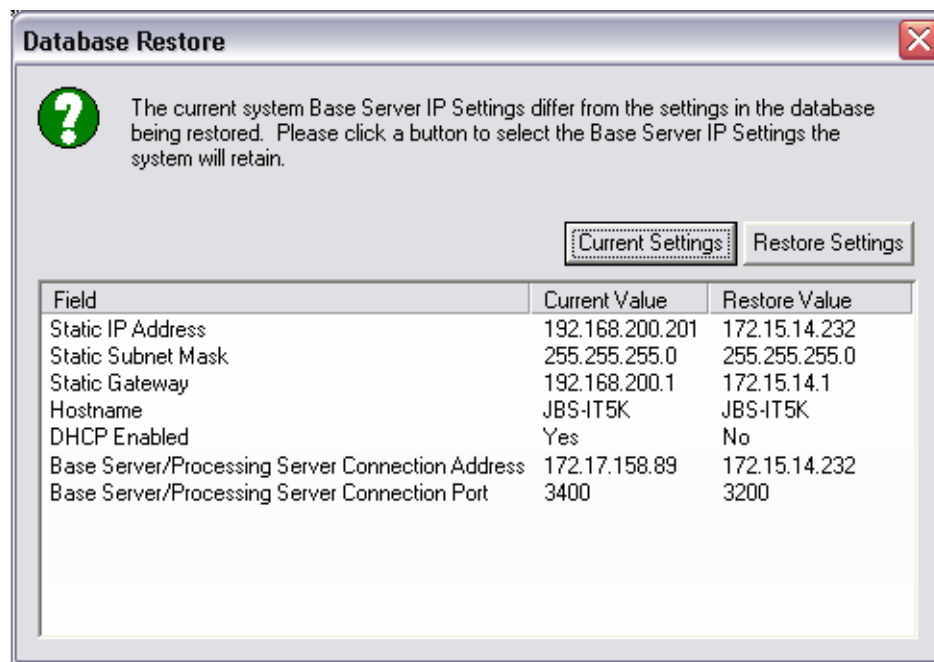 Database Restore
The current system Base Server IP Settings differ from the settings in the database
being restored. Please click a button to select the Base Server IP Settings the
system will retain.
Current Settings Restore Settings
Field Current Value Restore Value
Static IP Address 192.168.200.201 172.15.14.232
Static Subnet Mask 255.255.255.0 255.255.255.0
Static Gateway 192.168.200.1 172.15.14.1
Hostname JBS-IT5K JBS-IT5K
DHCP Enabled Yes No
Base Server/Processing Server Connection Address 172.17.158.89 172.15.14.232
Base Server/Processing Server Connection Port 3400 3200